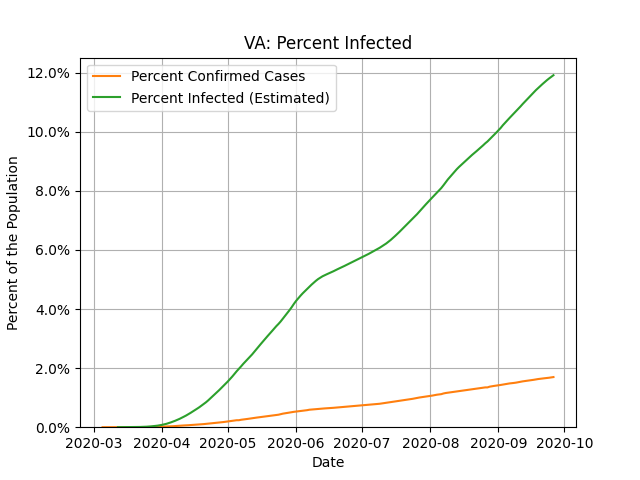 VA: Percent Infected
Percent Confirmed Cases
Percent Infected (Estimated)
Percent of the Population
12.0%
10.0%
8.0%
6.0%
4.0%
2.0%
0.0%
2020-03 2020-04 2020-05 2020-06 2020-07 2020-08 2020-09 2020-10
Date